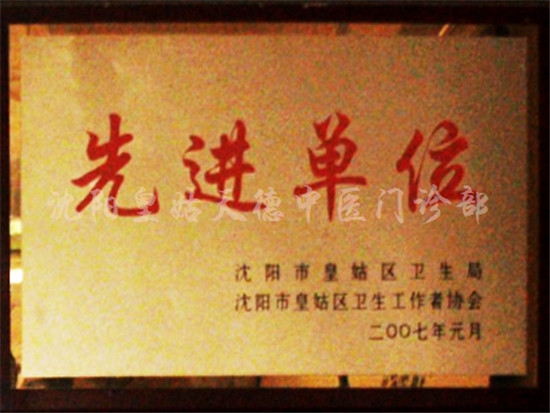 先进单位
沈阳皇姑天德中医门诊部
沈阳市皇姑区卫生局
沈阳市皇姑区卫生工作者协会
二〇〇七年元月